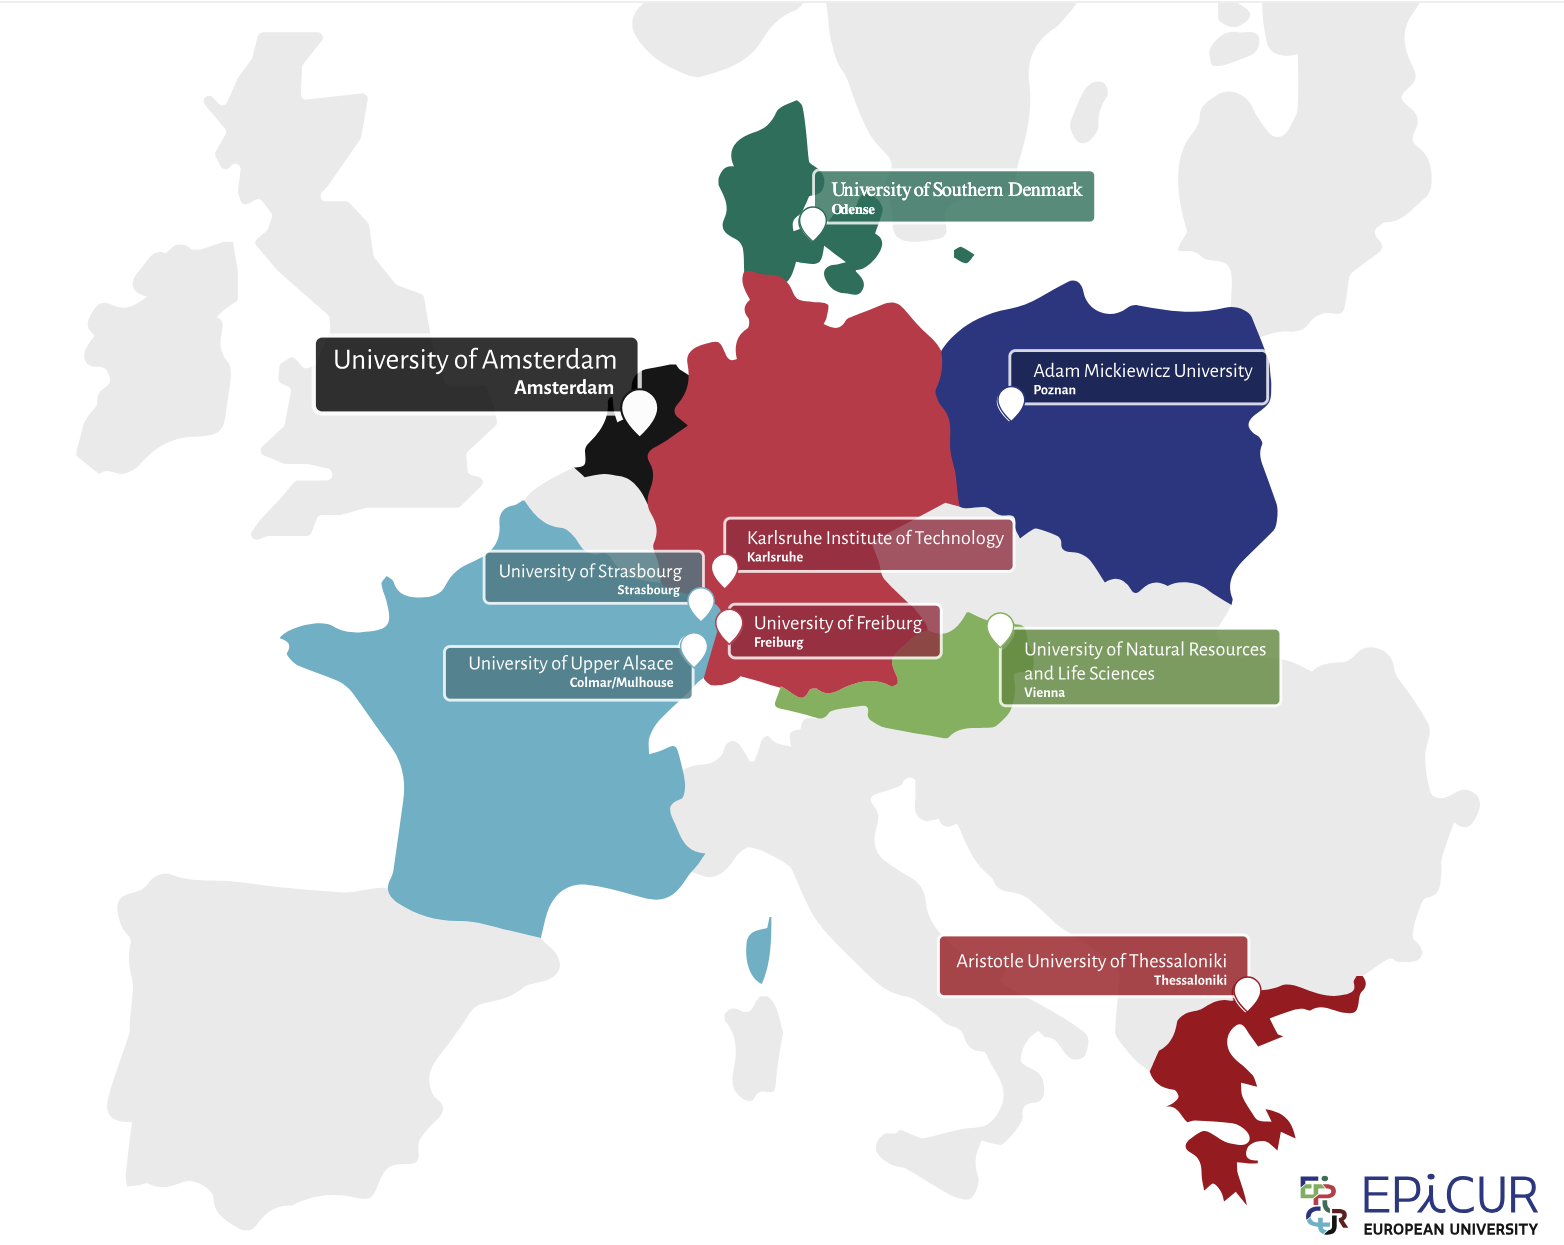 University of Southern Denmark
Odense
University of Amsterdam
Amsterdam
Adam Mickiewicz University
Poznan
Karlsruhe Institute of Technology
Karlsruhe
University of Strasbourg
Strasbourg
University of Freiburg
Freiburg
University of Upper Alsace
Colmar/Mulhouse
University of Natural Resources
and Life Sciences
Vienna
Aristotle University of Thessaloniki
Thessaloniki
EPiCUR
EUROPEAN UNIVERSITY